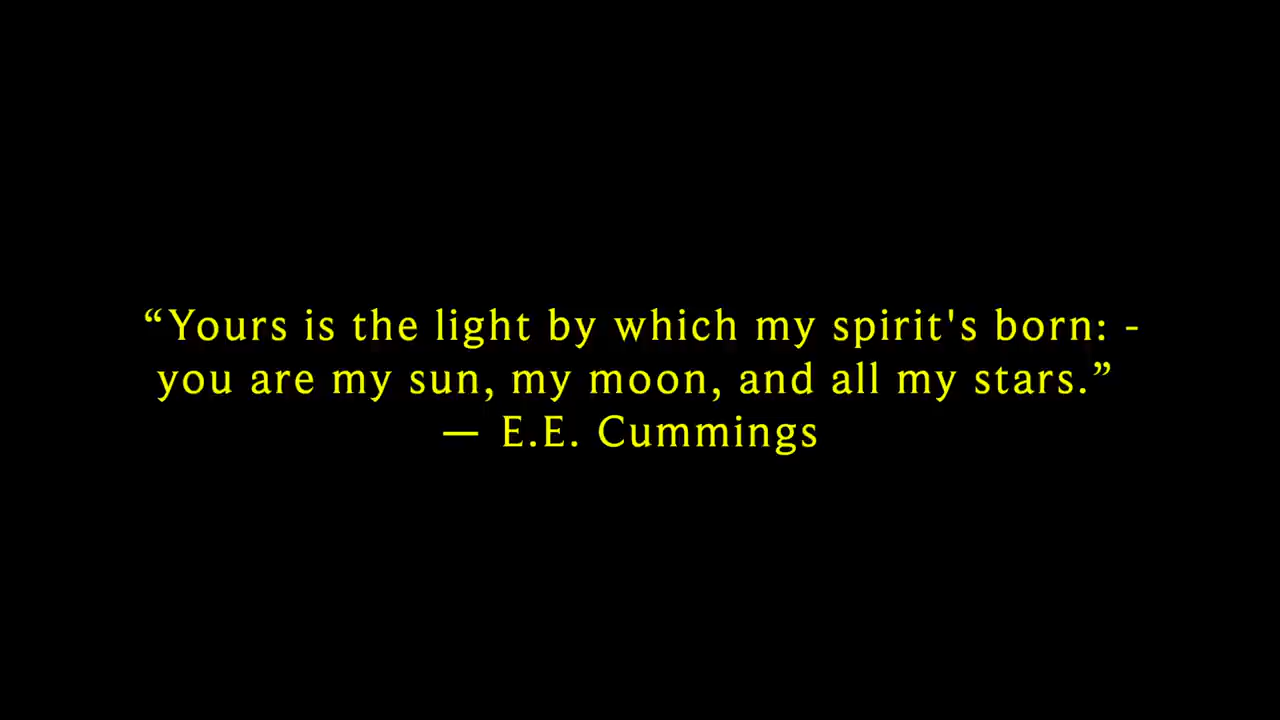 “Yours is the light by which my spirit's born: -
you are my sun, my moon, and all my stars.”
— E.E. Cummings